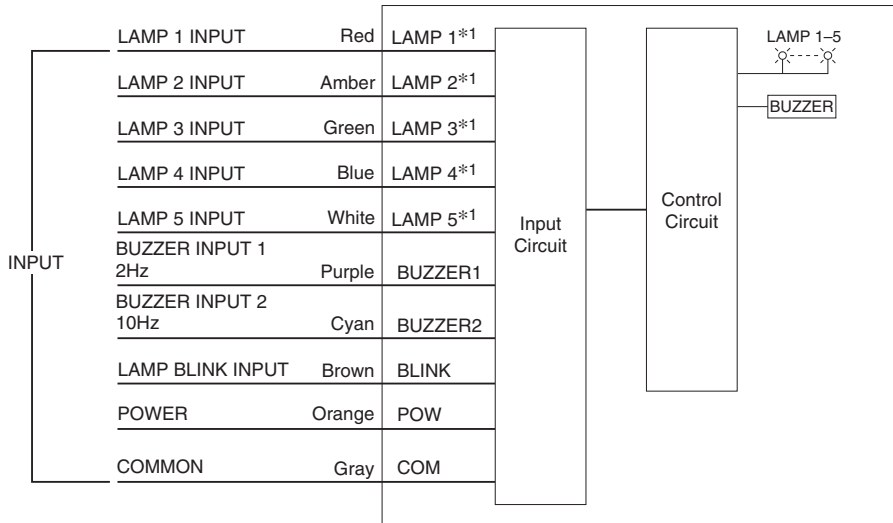 LAMP 1 INPUT Red LAMP 1*1
LAMP 2 INPUT Amber LAMP 2*1
LAMP 3 INPUT Green LAMP 3*1
LAMP 4 INPUT Blue LAMP 4*1
LAMP 5 INPUT White LAMP 5*1
BUZZER INPUT 1
2Hz Purple BUZZER1
BUZZER INPUT 2
10Hz Cyan BUZZER2
LAMP BLINK INPUT Brown BLINK
POWER Orange POW
COMMON Gray COM
INPUT
Input
Circuit
Control
Circuit
LAMP 1–5
BUZZER